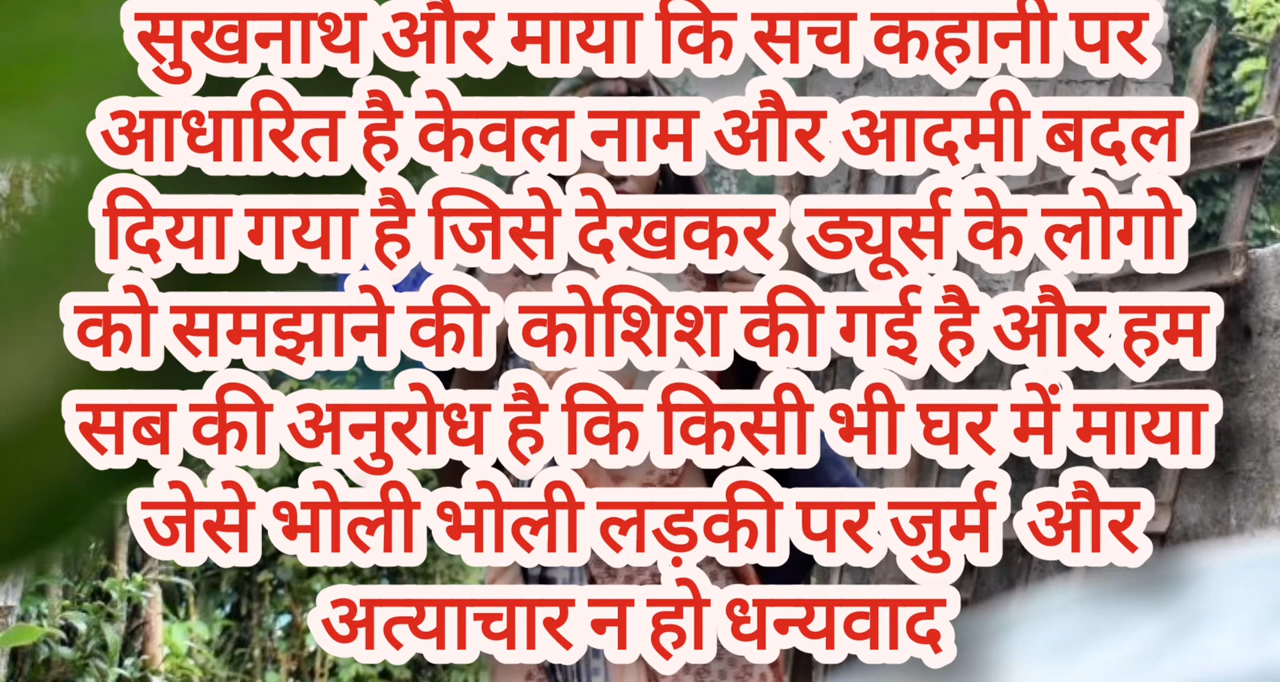 सुखनाथ और माया कि सच कहानी पर
आधारित है केवल नाम और आदमी बदल
दिया गया है जिसे देखकर ड्यूर्स के लोगो
को समझाने की कोशिश की गई है और हम
सब की अनुरोध है कि किसी भी घर में माया
जेसे भोली भोली लड़की पर जुर्म और
अत्याचार न हो धन्यवाद